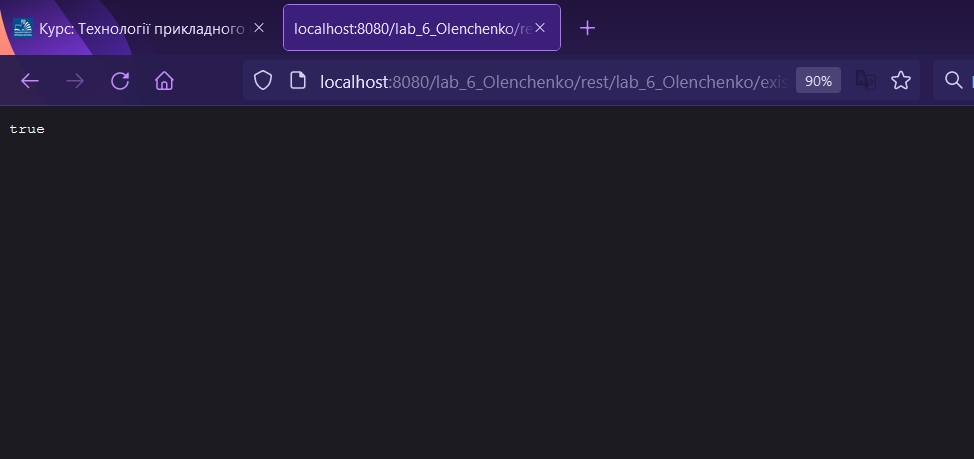 Курс: Технології прикладного
localhost:8080/lab_6_Olenchenko/re
localhost:8080/lab_6_Olenchenko/rest/lab_6_Olenchenko/exis
90%
true